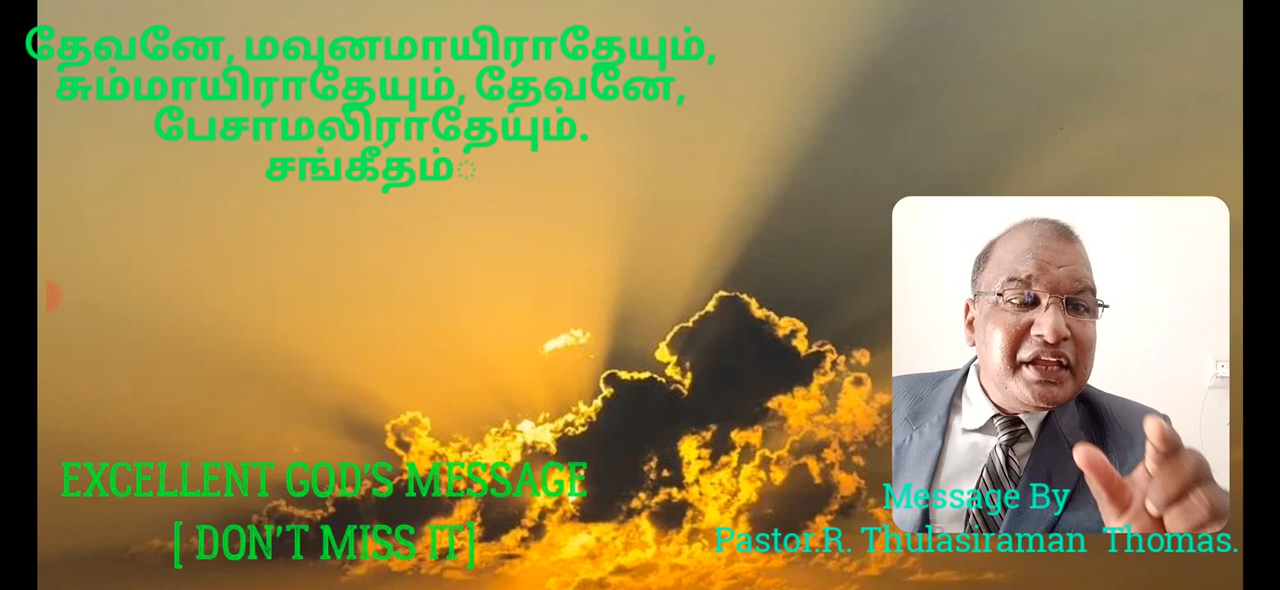 தேவனே, மவுனமாயிராதேயும்,
சும்மாயிராதேயும், தேவனே,
பேசாமலிராதேயும்.
சங்கீதம்
EXCELLENT GOD'S MESSAGE
[ DON'T MISS IT]
Message By
Pastor.R. Thulasiraman Thomas.